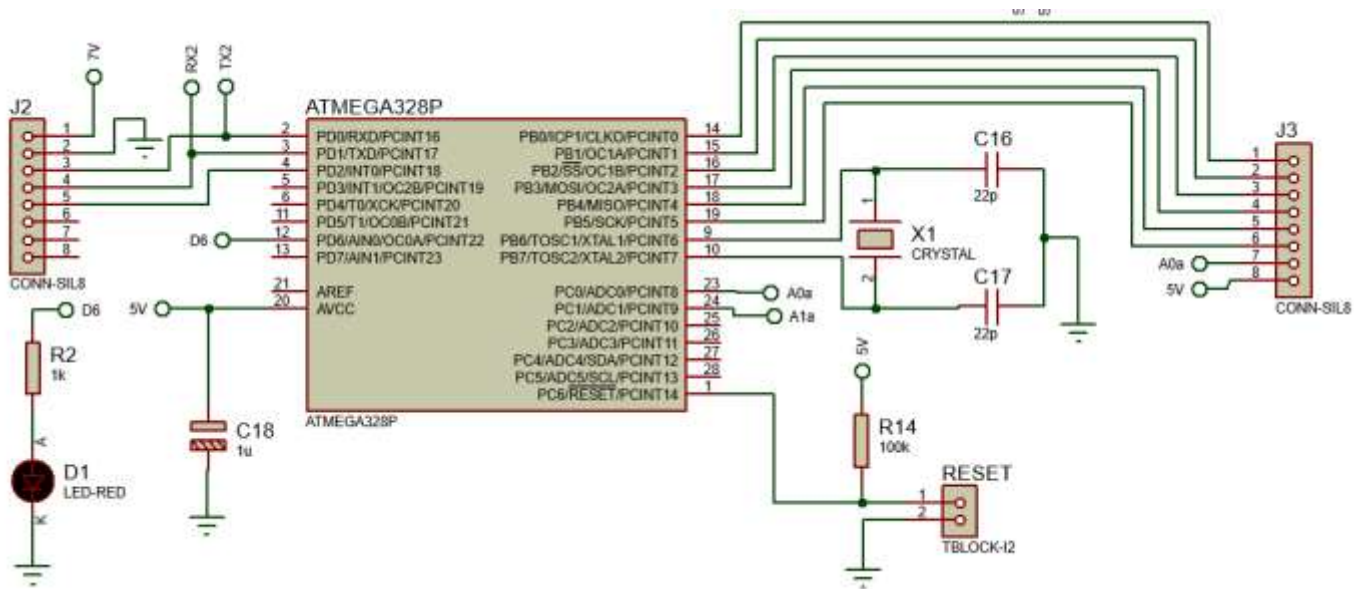 7V
RX2
TX2
J2
1
2
3
4
5
6
7
8
CONN-SIL8
ATMEGA328P
2 PD0/RXD/PCINT16
3 PD1/TXD/PCINT17
4 PD2/INT0/PCINT18
5 PD3/INT1/OC2B/PCINT19
6 PD4/T0/XCK/PCINT20
11 PD5/T1/OC0B/PCINT21
12 PD6/AIN0/OC0A/PCINT22
13 PD7/AIN1/PCINT23
21 AREF
20 AVCC
PB0/ICP1/CLKO/PCINT0 14
PB1/OC1A/PCINT1 15
PB2/SS/OC1B/PCINT2 16
PB3/MOSI/OC2A/PCINT3 17
PB4/MISO/PCINT4 18
PB5/SCK/PCINT5 19
PB6/TOSC1/XTAL1/PCINT6 9
PB7/TOSC2/XTAL2/PCINT7 10
PC0/ADC0/PCINT8 23
PC1/ADC1/PCINT9 24
PC2/ADC2/PCINT10 25
PC3/ADC3/PCINT11 26
PC4/ADC4/SDA/PCINT12 27
PC5/ADC5/SCL/PCINT13 28
PC6/RESET/PCINT14 1
ATMEGA328P
D6
5V
D6
R2
1k
A
D1
LED-RED
K
C18
1u
A0a
A1a
C16
22p
1
X1
CRYSTAL
2
C17
22p
J3
1
2
3
4
5
6
7
8
A0a
5V
CONN-SIL8
5V
R14
100k
RESET
1
2
TBLOCK-I2